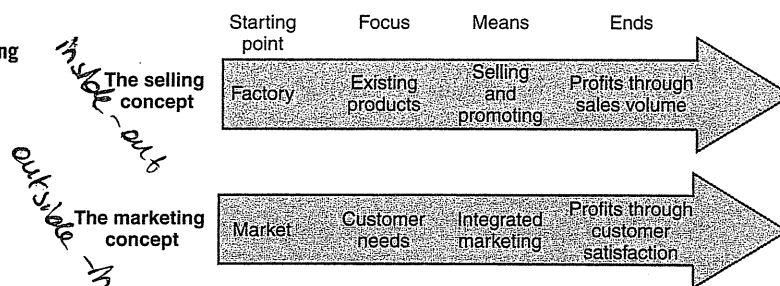 Starting point
Focus
Means
Ends
ng
inside-out
The selling concept
Factory
Existing products
Selling and promoting
Profits through sales volume
outside-
The marketing concept
Market
Customer needs
Integrated marketing
Profits through customer satisfaction